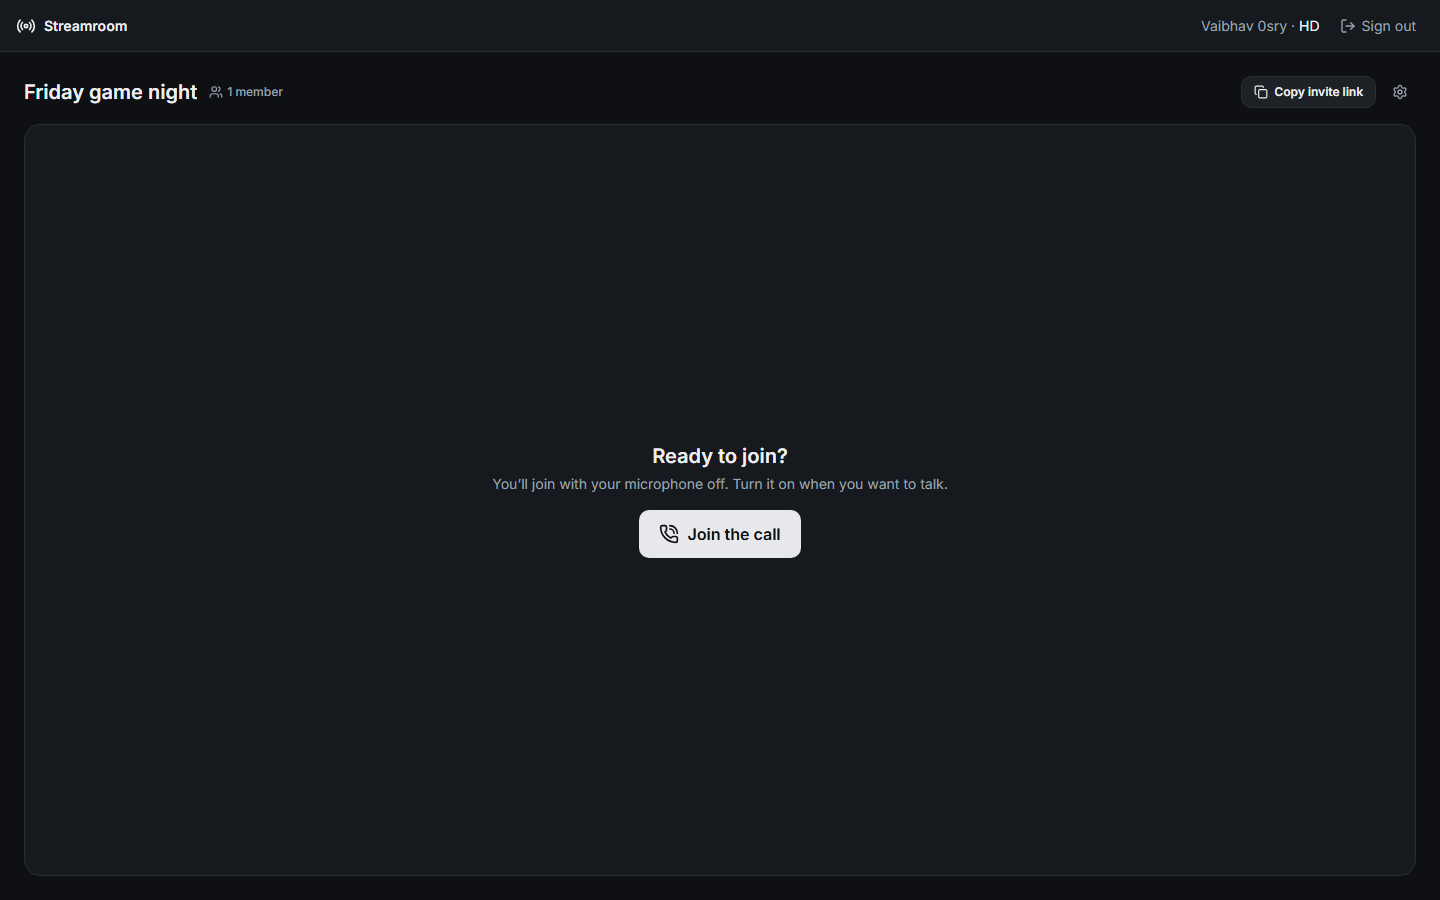 Streamroom
Vaibhav 0sry · HD
Sign out
Friday game night
1 member
Copy invite link
Ready to join?
You’ll join with your microphone off. Turn it on when you want to talk.
Join the call